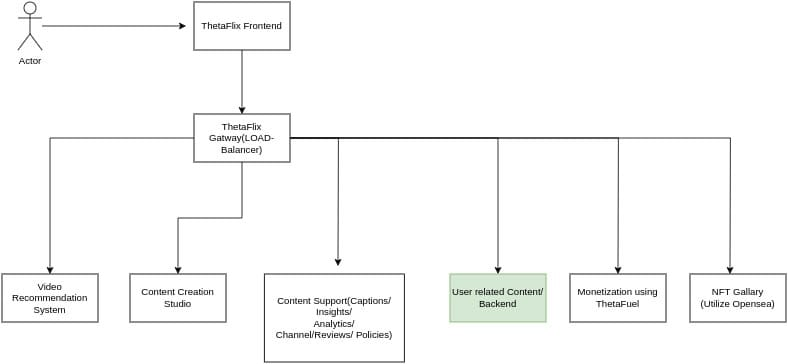 ThetaFlix Frontend
Actor
ThetaFlix
Gatway(LOAD-
Balancer)
Video
Recommendation
System
Content Creation
Studio
Content Support(Captions/
Insights/
Analytics/
Channel/Reviews/ Policies)
User related Content/
Backend
Monetization using
ThetaFuel
NFT Gallary
(Utilize Opensea)